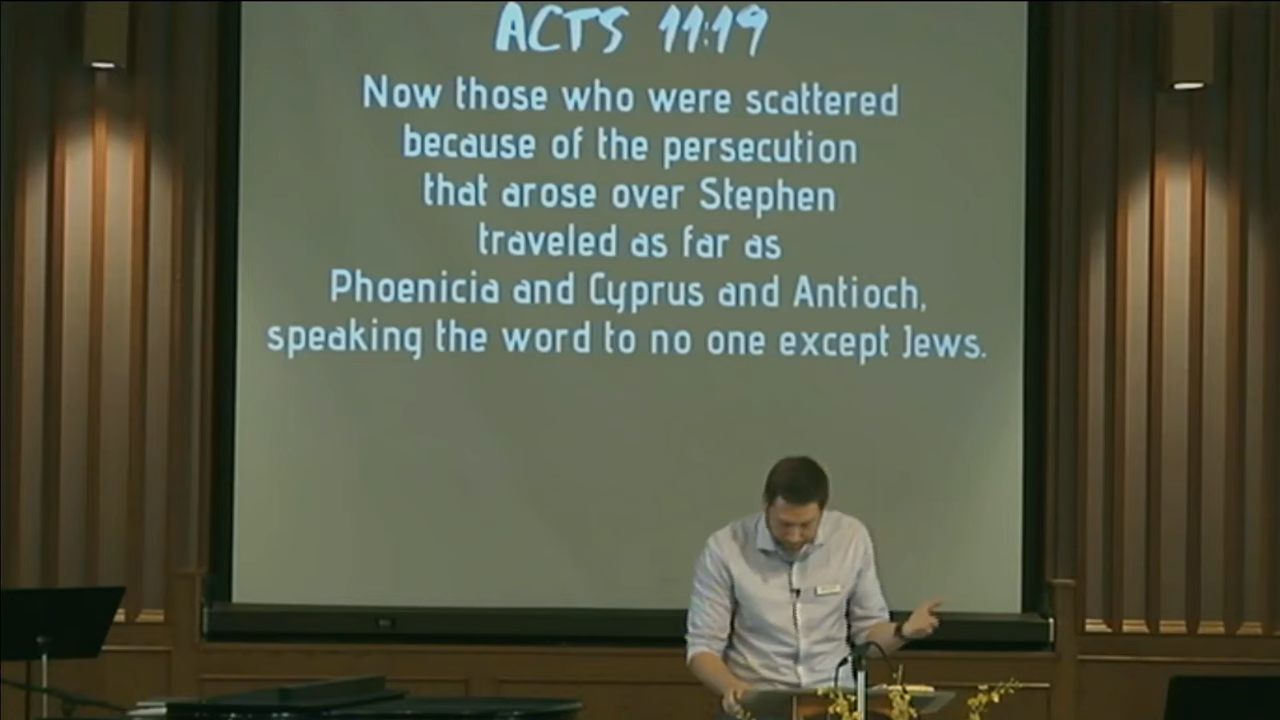 ACTS 11:19
Now those who were scattered
because of the persecution
that arose over Stephen
traveled as far as
Phoenicia and Cyprus and Antioch,
speaking the word to no one except Jews.